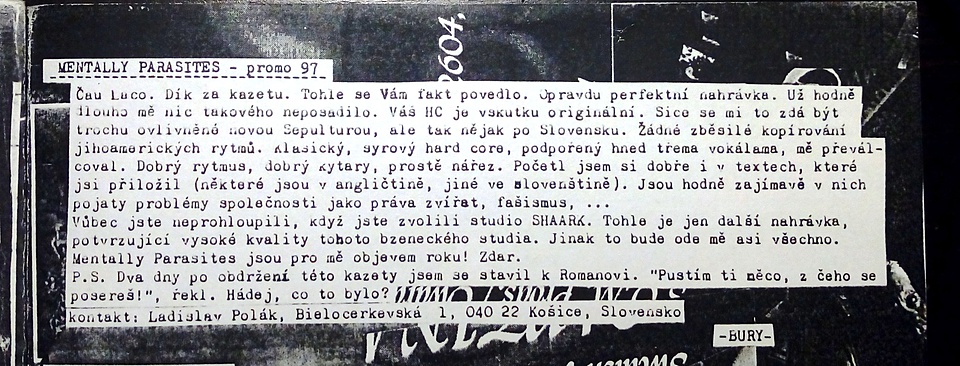 2604,
MENTALLY PARASITES - promo 97
Čau Laco. Dík za kazetu. Tohle se Vám fakt povedlo. Opravdu perfektní nahrávka. Už hodně
dlouho mě nic takového neposadilo. Váš HC je vskutku originální. Sice se mi to zdá být
trochu ovlivněné novou Sepulturou, ale tak nějak po Slovensku. Žádné zběsilé kopírování
jihoamerických rytmů. Klasický, syrový hard core, podpořený hned třema vokálama, mě převál-
coval. Dobrý rytmus, dobrý kytary, prostě nářez. Početl jsem si dobře i v textech, které
jsi přiložil (některé jsou v angličtině, jiné ve slovenštině). Jsou hodně zajímavé v nich
pojaty problémy společnosti jako práva zvířat, fašismus, ...
Vůbec jste neprohloupili, když jste zvolili studio SHAARK. Tohle je jen další nahrávka,
potvrzující vysoké kvality tohoto bzeneckého studia. Jinak to bude ode mě asi všechno.
Mentally Parasites jsou pro mě objevem roku! Zdar.
P.S. Dva dny po obdržení této kazety jsem se stavil k Romanovi. "Pustím ti něco, z čeho se
posereš!", řekl. Hádej, co to bylo?
kontakt: Ladislav Polák, Bielocerkevská 1, 040 22 Košice, Slovensko
-BURY-